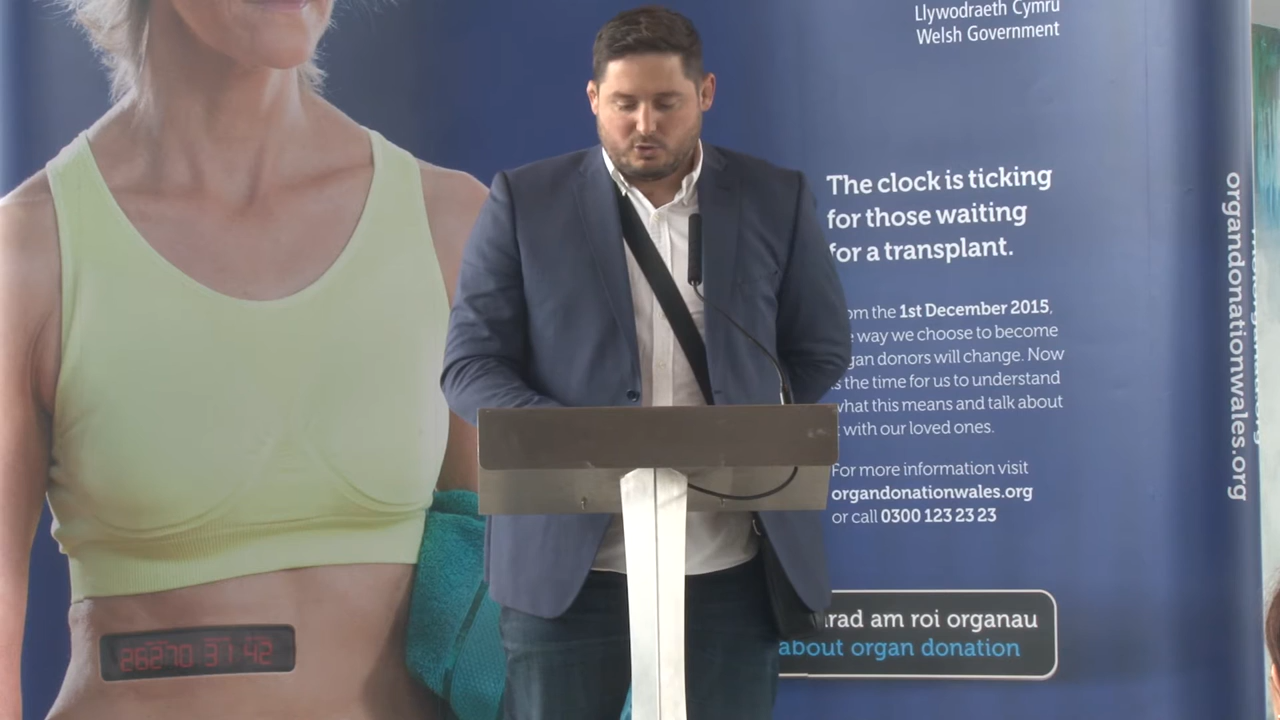 Llywodraeth Cymru
Welsh Government
The clock is ticking
for those waiting
for a transplant.
the 1st December 2015,
way we choose to become
donors will change. Now
the time for us to understand
what this means and talk about
with our loved ones.
For more information visit
organdonationwales.org
or call 0300 123 23 23
am roi organau
about organ donation
organdonationwales.org
26270 31 42